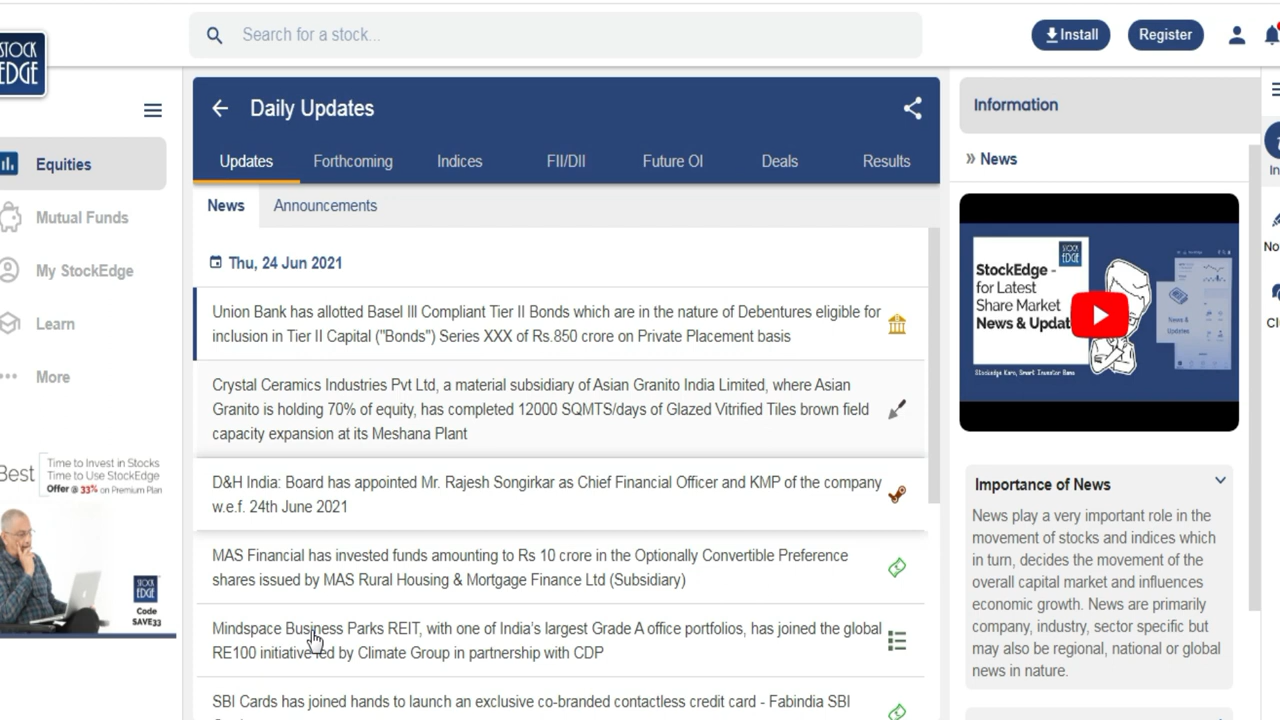 STOCK
EDGE
Search for a stock...
Install
Register
Equities
Mutual Funds
My StockEdge
Learn
More
Best
Time to Invest in Stocks
Time to Use StockEdge
Offer @ 33% on Premium Plan
STOCK
EDGE
Code
SAVE33
Daily Updates
Updates
Forthcoming
Indices
FII/DII
Future OI
Deals
Results
News
Announcements
Thu, 24 Jun 2021
Union Bank has allotted Basel III Compliant Tier II Bonds which are in the nature of Debentures eligible for
inclusion in Tier II Capital ("Bonds") Series XXX of Rs.850 crore on Private Placement basis
Crystal Ceramics Industries Pvt Ltd, a material subsidiary of Asian Granito India Limited, where Asian
Granito is holding 70% of equity, has completed 12000 SQMTS/days of Glazed Vitrified Tiles brown field
capacity expansion at its Meshana Plant
D&H India: Board has appointed Mr. Rajesh Songirkar as Chief Financial Officer and KMP of the company
w.e.f. 24th June 2021
MAS Financial has invested funds amounting to Rs 10 crore in the Optionally Convertible Preference
shares issued by MAS Rural Housing & Mortgage Finance Ltd (Subsidiary)
Mindspace Business Parks REIT, with one of India's largest Grade A office portfolios, has joined the global
RE100 initiative led by Climate Group in partnership with CDP
SBI Cards has joined hands to launch an exclusive co-branded contactless credit card - Fabindia SBI
Information
» News
STOCK
EDGE
StockEdge -
for Latest
Share Market
News & Updat
News &
Updates
Stockedge Karo, Smart Investor Bano
Importance of News
News play a very important role in the
movement of stocks and indices which
in turn, decides the movement of the
overall capital market and influences
economic growth. News are primarily
company, industry, sector specific but
may also be regional, national or global
news in nature.
In
No
Cl